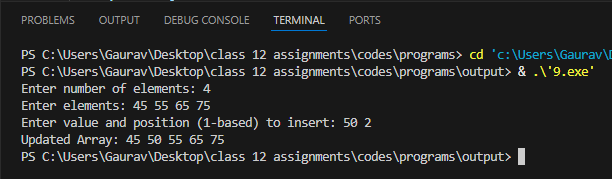 PROBLEMS OUTPUT DEBUG CONSOLE TERMINAL PORTS
PS C:\Users\Gaurav\Desktop\class 12 assignments\codes\programs> cd 'c:\Users\Gaurav\
PS C:\Users\Gaurav\Desktop\class 12 assignments\codes\programs\output> & .\'9.exe'
Enter number of elements: 4
Enter elements: 45 55 65 75
Enter value and position (1-based) to insert: 50 2
Updated Array: 45 50 55 65 75
PS C:\Users\Gaurav\Desktop\class 12 assignments\codes\programs\output>